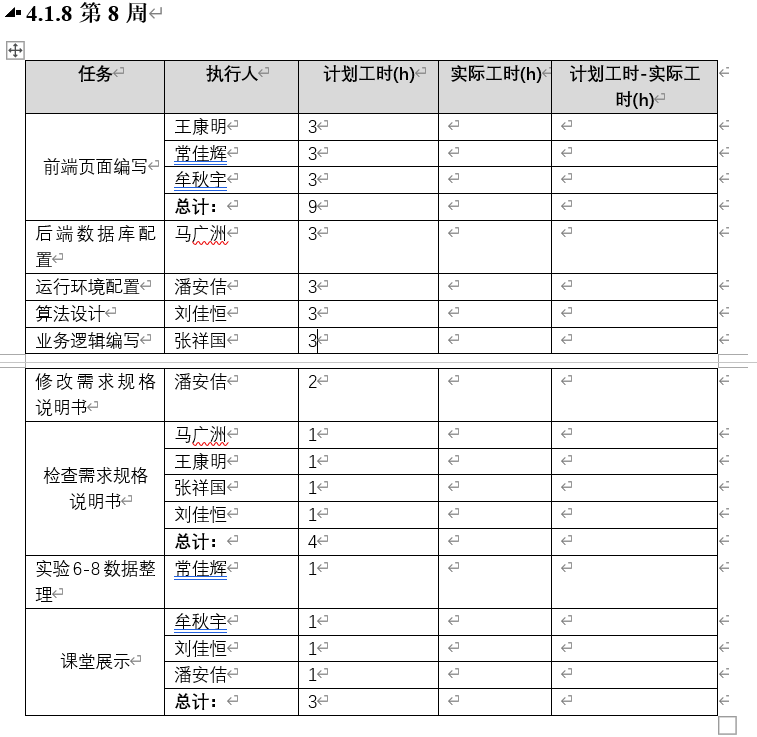 4.1.8 第 8 周
任务 执行人 计划工时(h) 实际工时(h) 计划工时-实际工
时(h)
前端页面编写 王康明 3
常佳辉 3
牟秋宇 3
总计： 9
后端数据库配 马广洲 3
置
运行环境配置 潘安佶 3
算法设计 刘佳恒 3
业务逻辑编写 张祥国 3
修改需求规格 潘安佶 2
说明书
检查需求规格
说明书
马广洲 1
王康明 1
张祥国 1
刘佳恒 1
总计： 4
实验 6-8 数据整 常佳辉 1
理
课堂展示 牟秋宇 1
刘佳恒 1
潘安佶 1
总计： 3